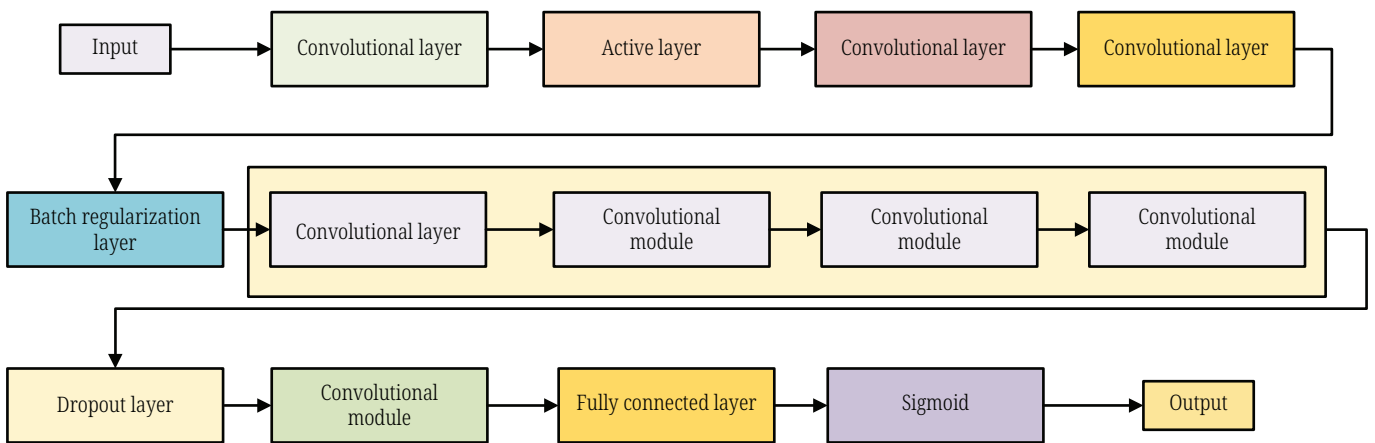 Input
Convolutional layer
Active layer
Convolutional layer
Convolutional layer
Batch regularization
layer
Convolutional layer
Convolutional
module
Convolutional
module
Convolutional
module
Dropout layer
Convolutional
module
Fully connected layer
Sigmoid
Output